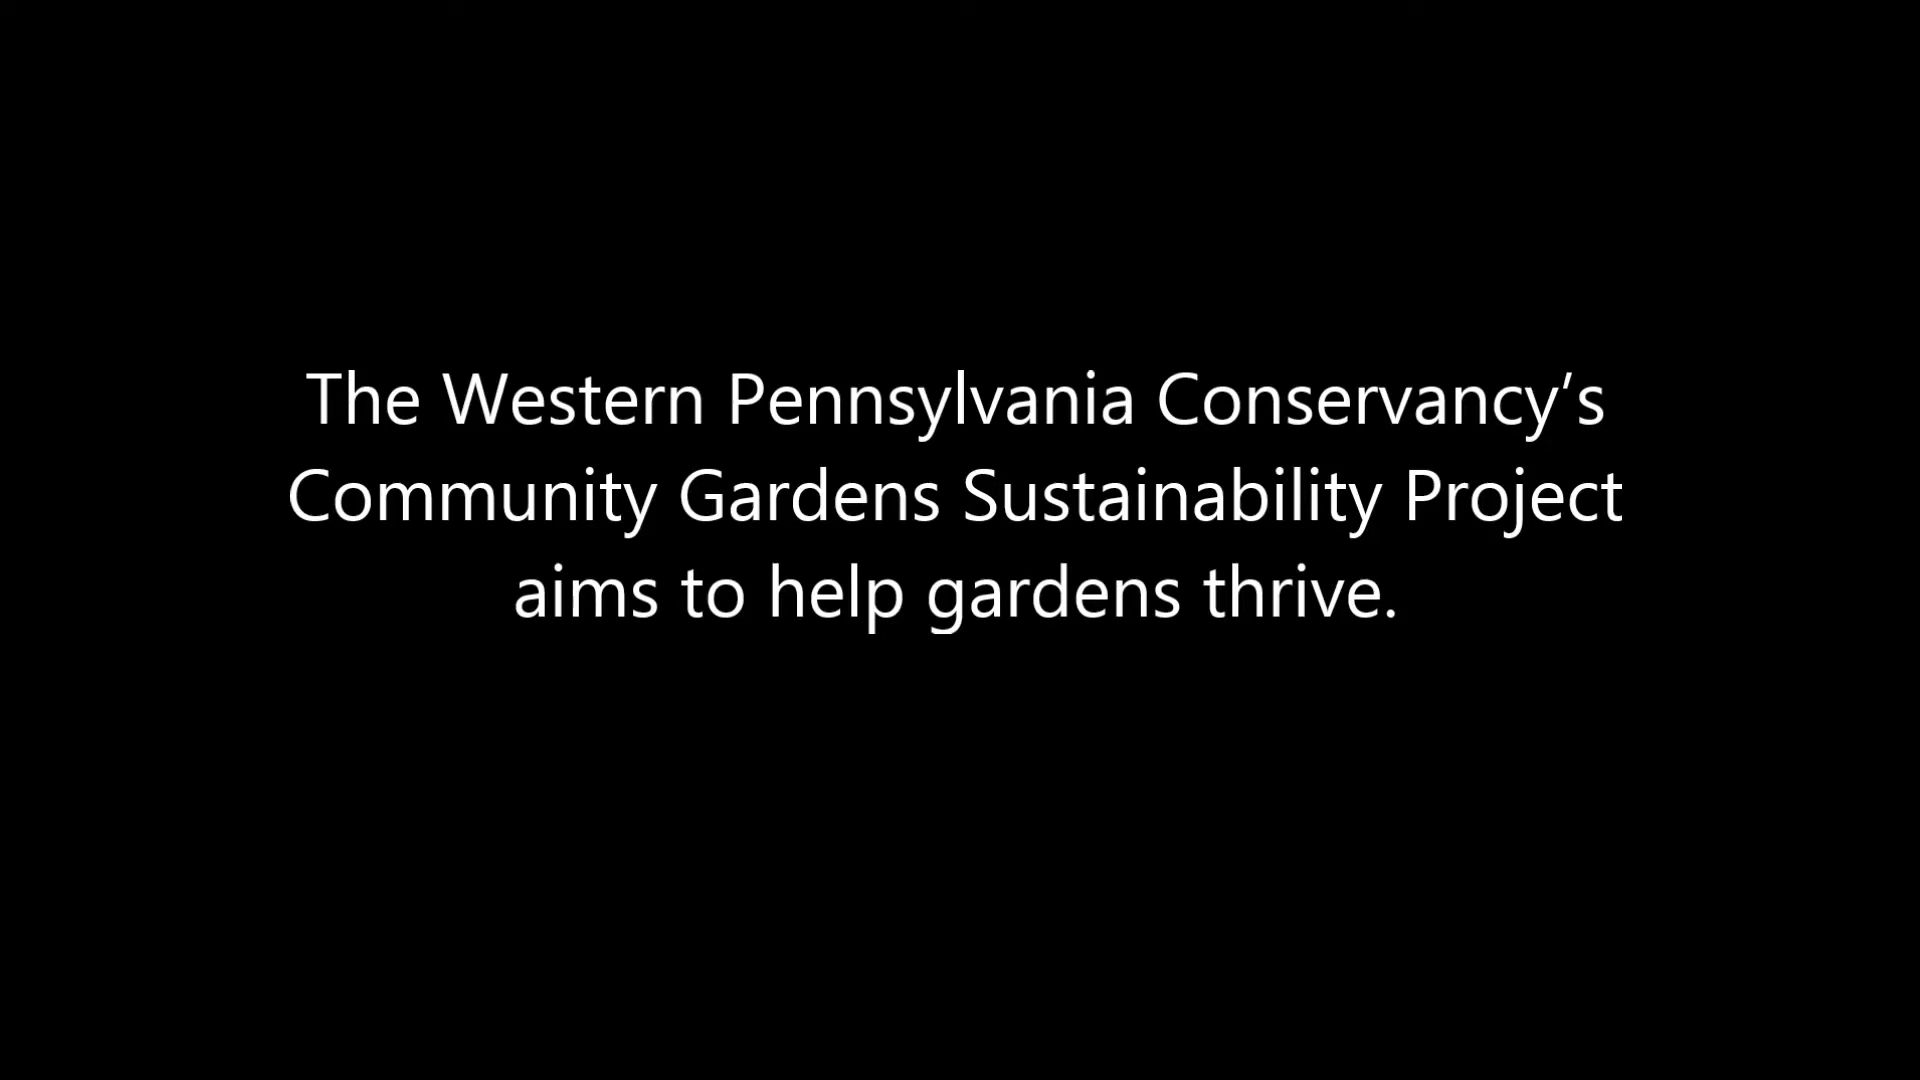 The Western Pennsylvania Conservancy’s
Community Gardens Sustainability Project
aims to help gardens thrive.